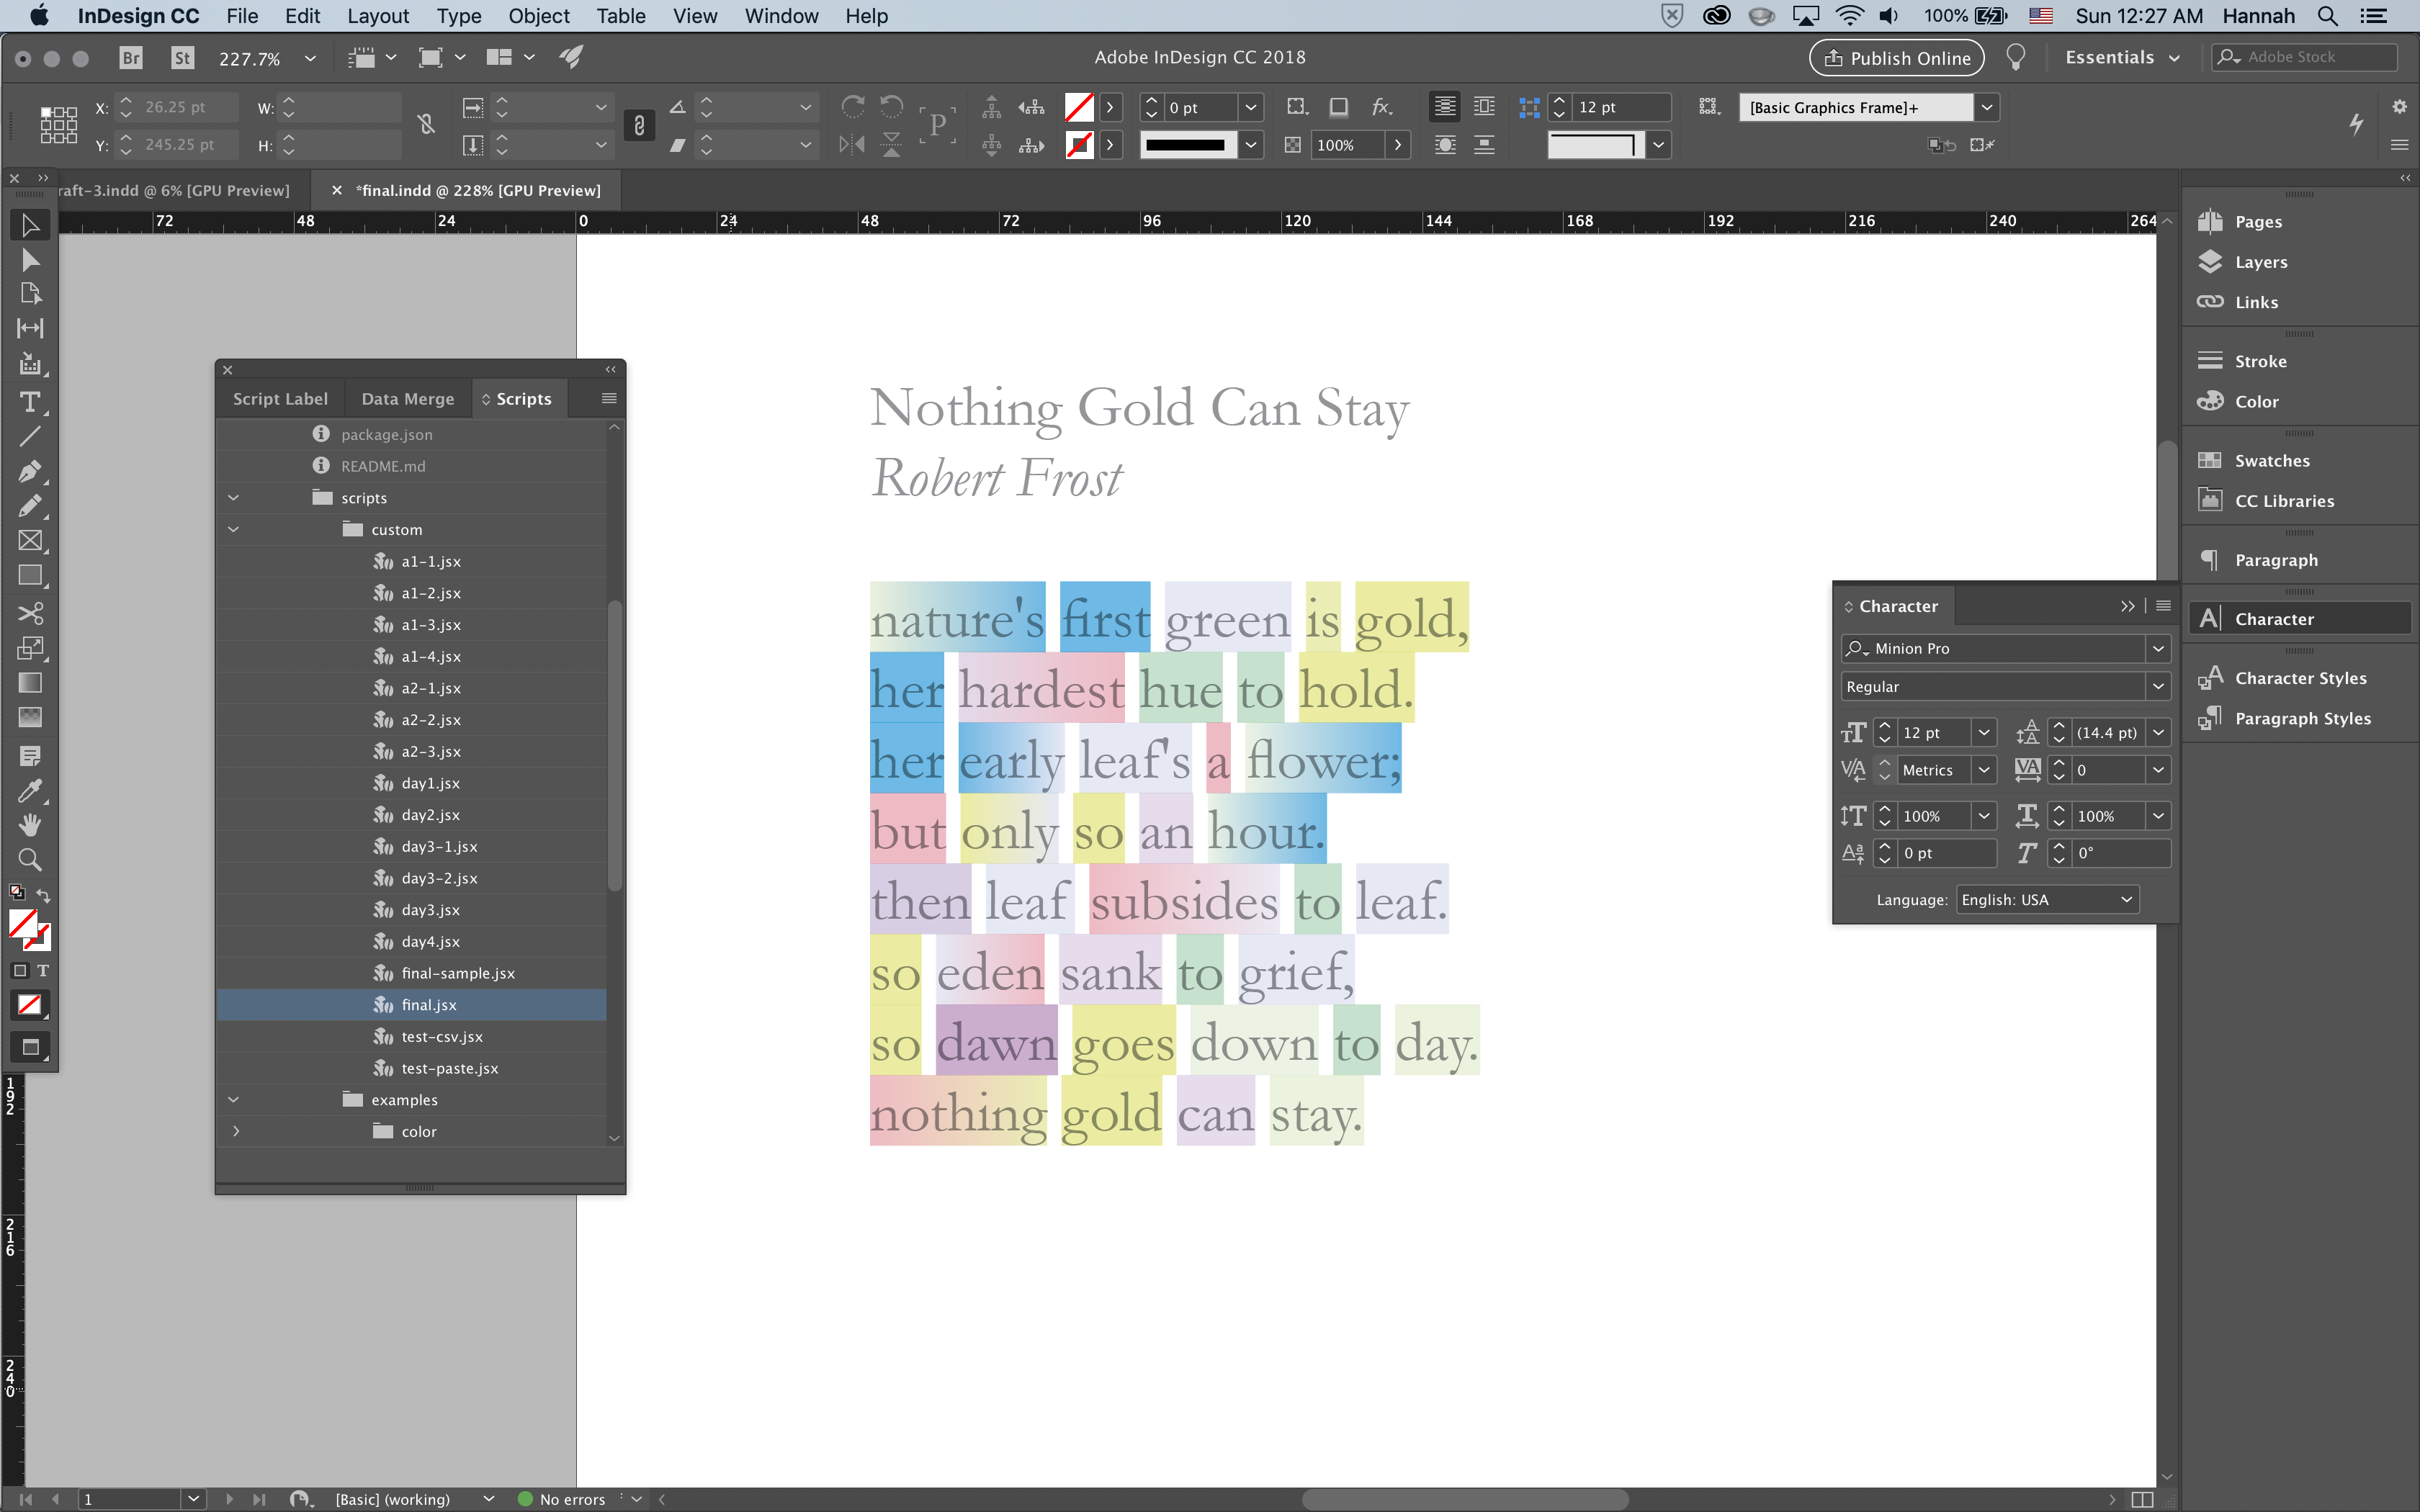 InDesign CC File Edit Layout Type Object Table View Window Help 100% Sun 12:27 AM Hannah
Br St 227.7% Adobe InDesign CC 2018 Publish Online Essentials Adobe Stock
X: 26.25 pt W: 0 pt 12 pt [Basic Graphics Frame]+
Y: 245.25 pt H: P 100%
raft-3.indd @ 6% [GPU Preview] × *final.indd @ 228% [GPU Preview]
72 48 24 0 24 48 72 96 120 144 168 192 216 240 264
Script Label Data Merge Scripts
package.json
README.md
scripts
custom
a1-1.jsx
a1-2.jsx
a1-3.jsx
a1-4.jsx
a2-1.jsx
a2-2.jsx
a2-3.jsx
day1.jsx
day2.jsx
day3-1.jsx
day3-2.jsx
day3.jsx
day4.jsx
final-sample.jsx
final.jsx
test-csv.jsx
test-paste.jsx
examples
color
192
216
240
Nothing Gold Can Stay
Robert Frost
nature's first green is gold,
her hardest hue to hold.
her early leaf's a flower;
but only so an hour.
then leaf subsides to leaf.
so eden sank to grief,
so dawn goes down to day.
nothing gold can stay.
Character
Minion Pro
Regular
12 pt (14.4 pt)
Metrics 0
100% 100%
0 pt 0°
Language: English: USA
Pages
Layers
Links
Stroke
Color
Swatches
CC Libraries
Paragraph
Character
Character Styles
Paragraph Styles
1 [Basic] (working) No errors